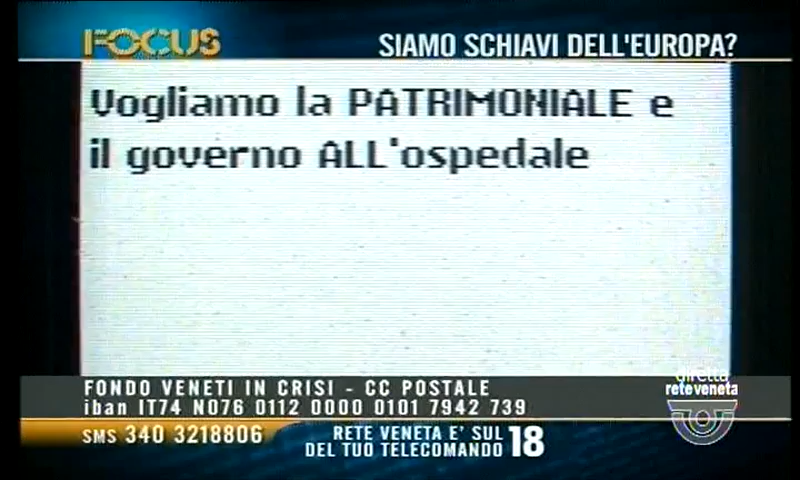 FOCUS
SIAMO SCHIAVI DELL'EUROPA?
Vogliamo la PATRIMONIALE e
il governo ALL'ospedale
diretta
reteveneta
FONDO VENETI IN CRISI - CC POSTALE
iban IT74 N076 0112 0000 0101 7942 739
SMS 340 3218806
RETE VENETA E' SUL
DEL TUO TELECOMANDO 18